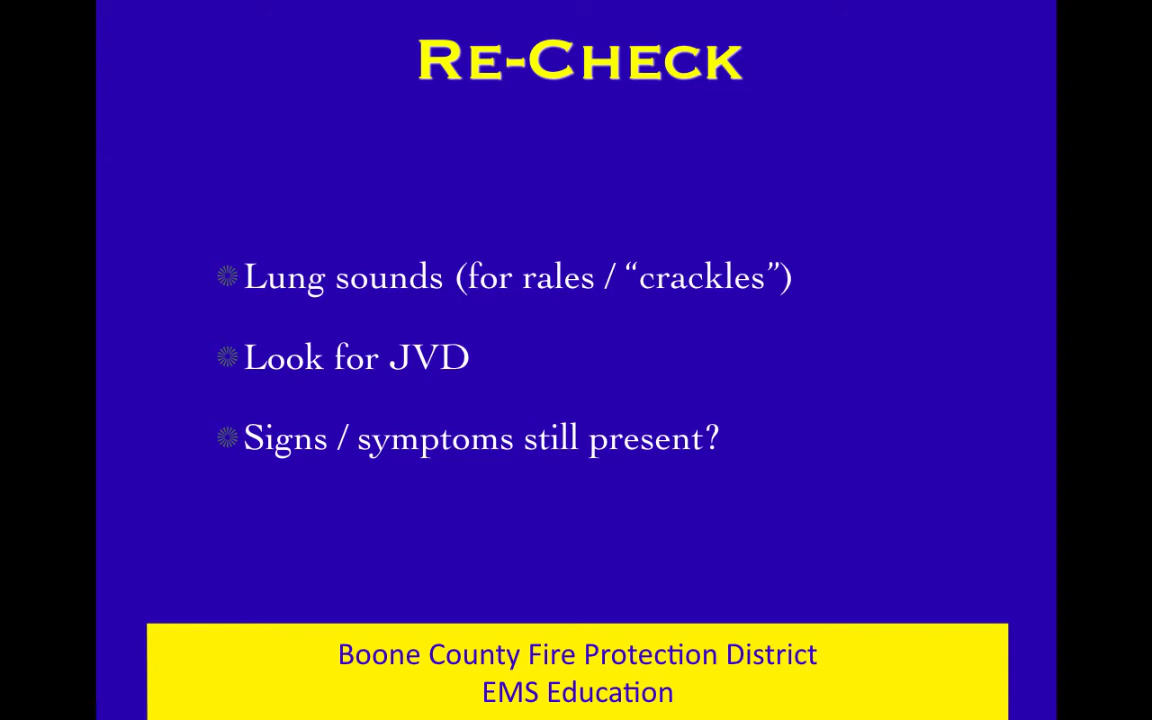 Re-Check
Lung sounds (for rales / “crackles”)
Look for JVD
Signs / symptoms still present?
Boone County Fire Protection District
EMS Education